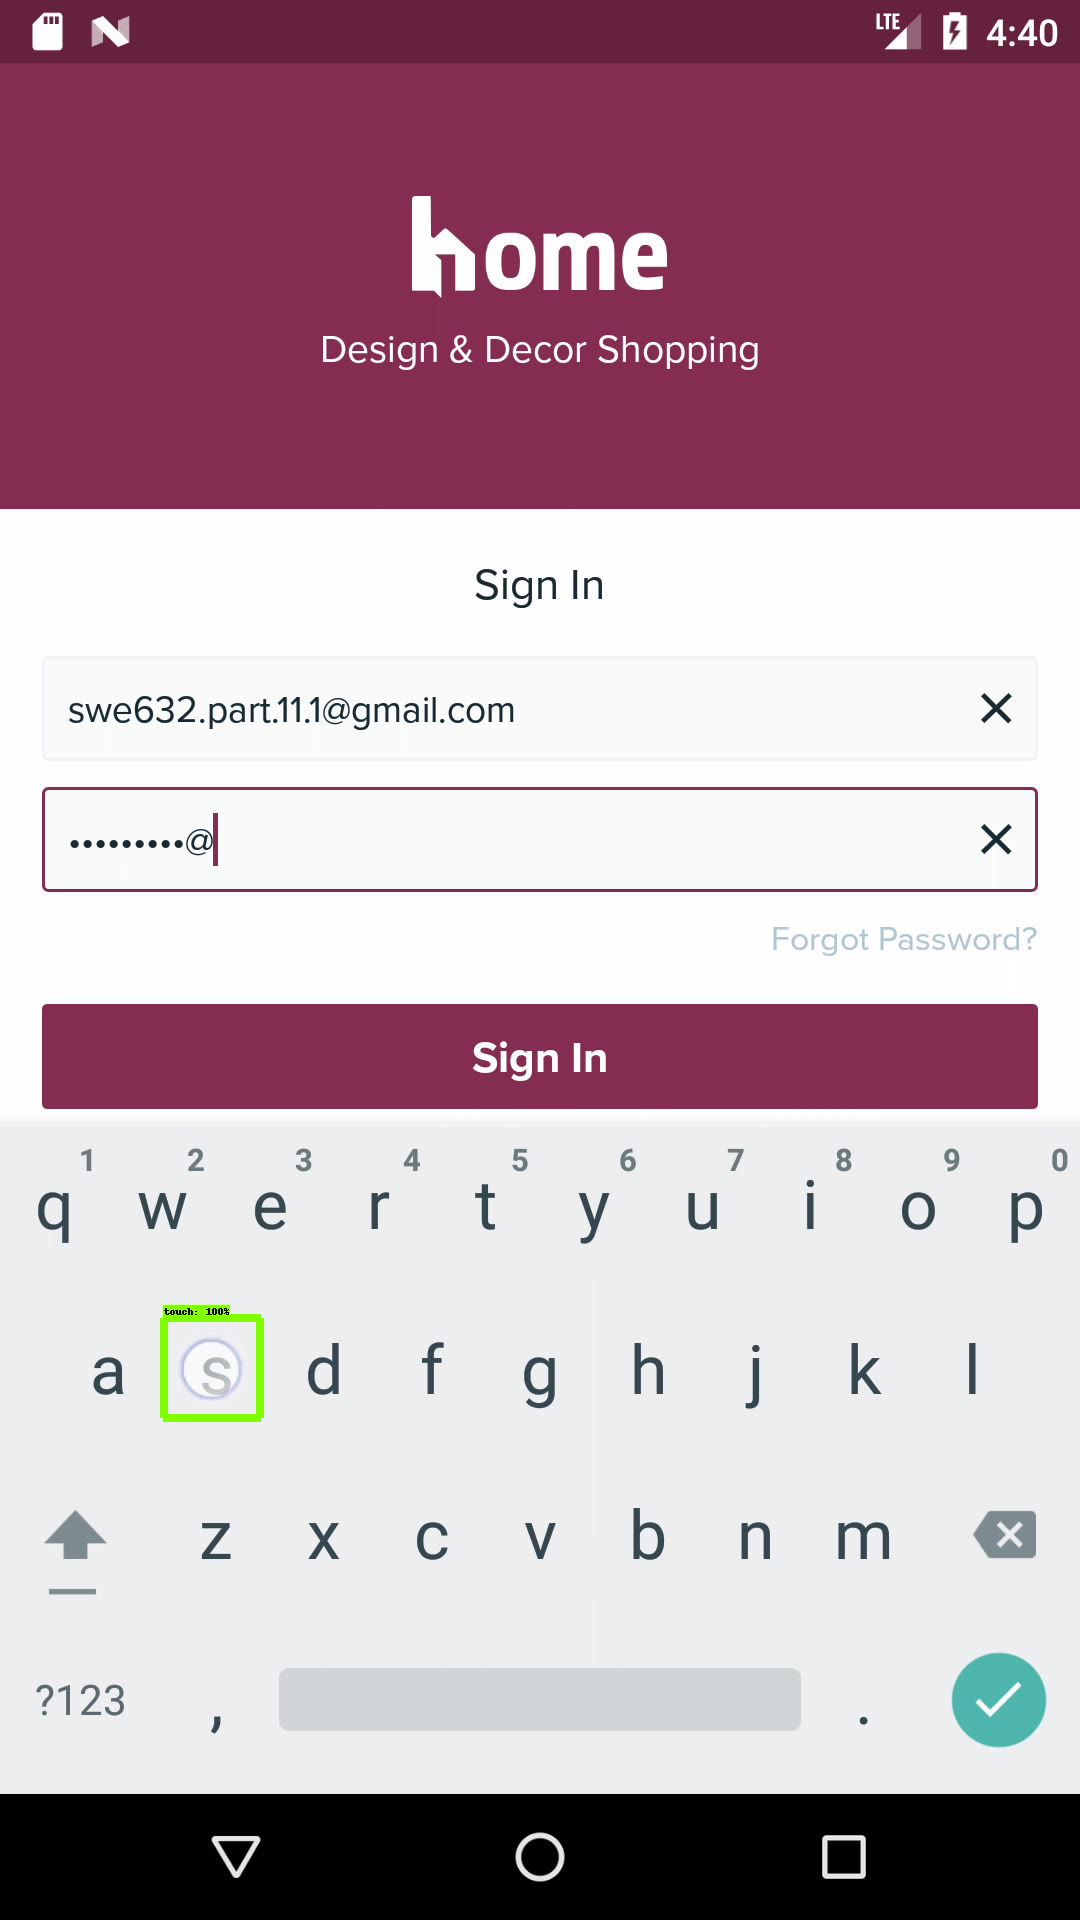 LTE 4:40
home
Design & Decor Shopping
Sign In
swe632.part.11.1@gmail.com
•••••••••@
Forgot Password?
Sign In
1 2 3 4 5 6 7 8 9 0
q w e r t y u i o p
touch: 100%
a s d f g h j k l
z x c v b n m
?123 , .